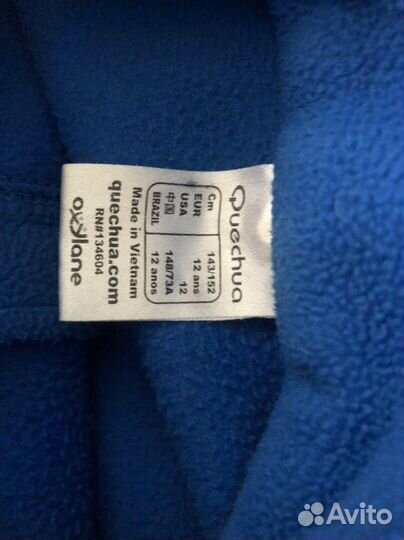 Quechua
Cm 143/152
EUR 12 ans
USA 12
中国 148/73A
BRAZIL 12 anos
Made in Vietnam
quechua.com
oxylane
RN#134604
Avito